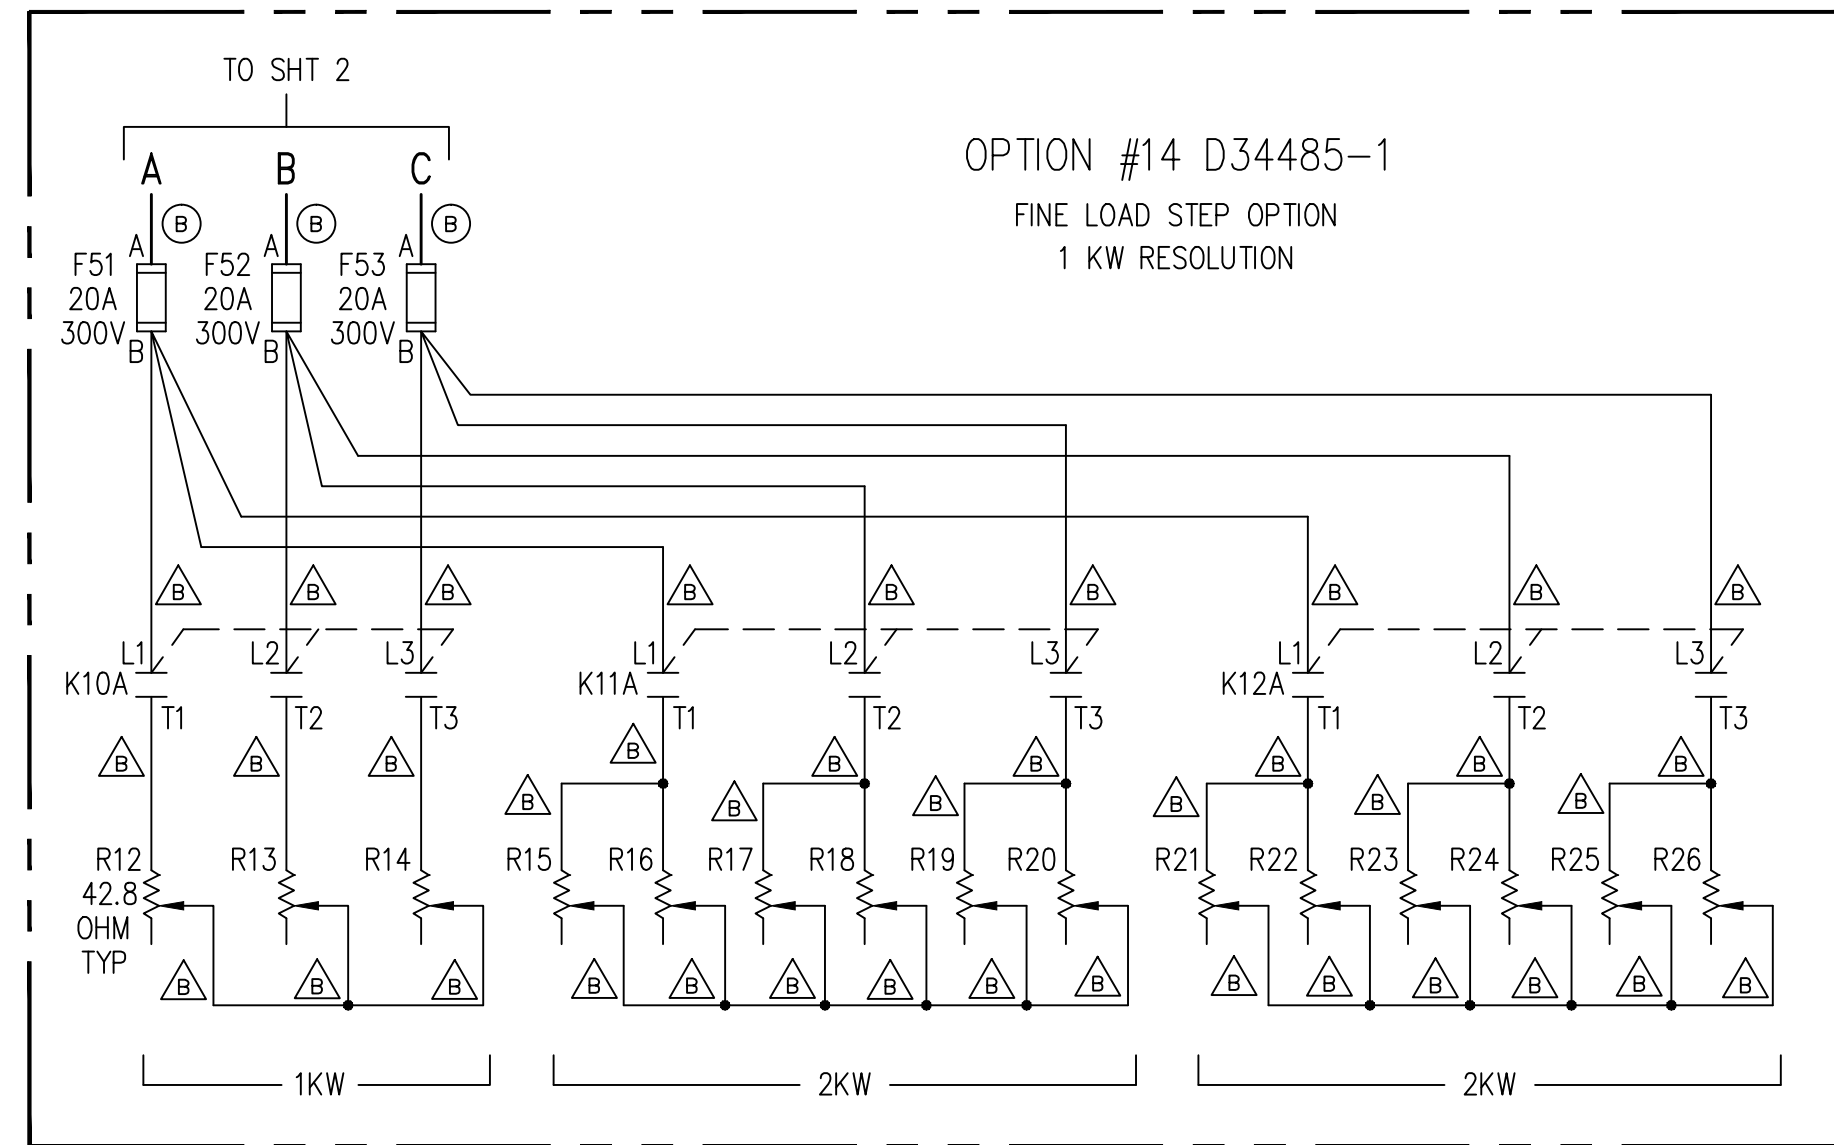 TO SHT 2
OPTION #14 D34485-1
FINE LOAD STEP OPTION
1 KW RESOLUTION
A B C
B B B
A A A
F51 F52 F53
20A 20A 20A
300V 300V 300V
B B B
B B B B B B B B B
L1 L2 L3 L1 L2 L3 L1 L2 L3
K10A K11A K12A
T1 T2 T3 T1 T2 T3 T1 T2 T3
B B B B B B B B B
B B B B B B
R12 R13 R14 R15 R16 R17 R18 R19 R20 R21 R22 R23 R24 R25 R26
42.8
OHM
TYP
B B B B B B B B B B B B B B B
1KW 2KW 2KW